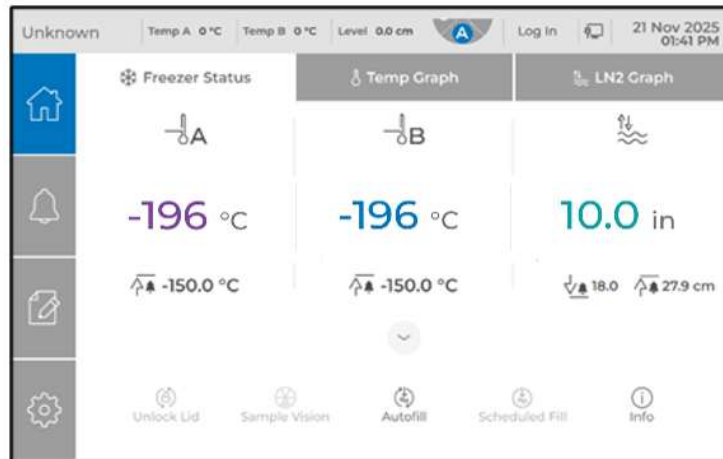 Unknown Temp A 0 °C Temp B 0 °C Level 0.0 cm A Log In 21 Nov 2025
01:41 PM
Freezer Status Temp Graph LN2 Graph
A B
-196 °C -196 °C 10.0 in
-150.0 °C -150.0 °C 18.0 27.9 cm
Unlock Lid Sample Vision Autofill Scheduled Fill Info